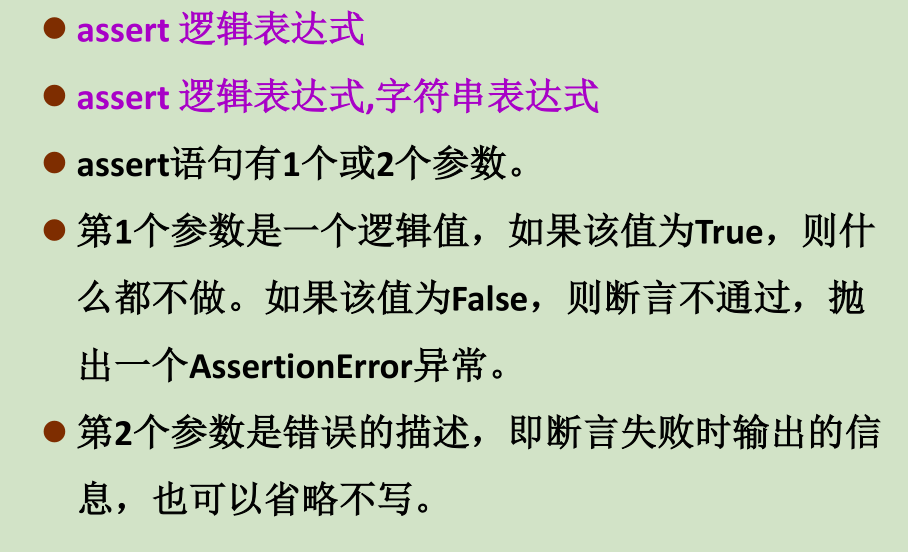 ● assert 逻辑表达式
● assert 逻辑表达式,字符串表达式
● assert语句有1个或2个参数。
● 第1个参数是一个逻辑值，如果该值为True，则什
么都不做。如果该值为False，则断言不通过，抛
出一个AssertionError异常。
● 第2个参数是错误的描述，即断言失败时输出的信
息，也可以省略不写。